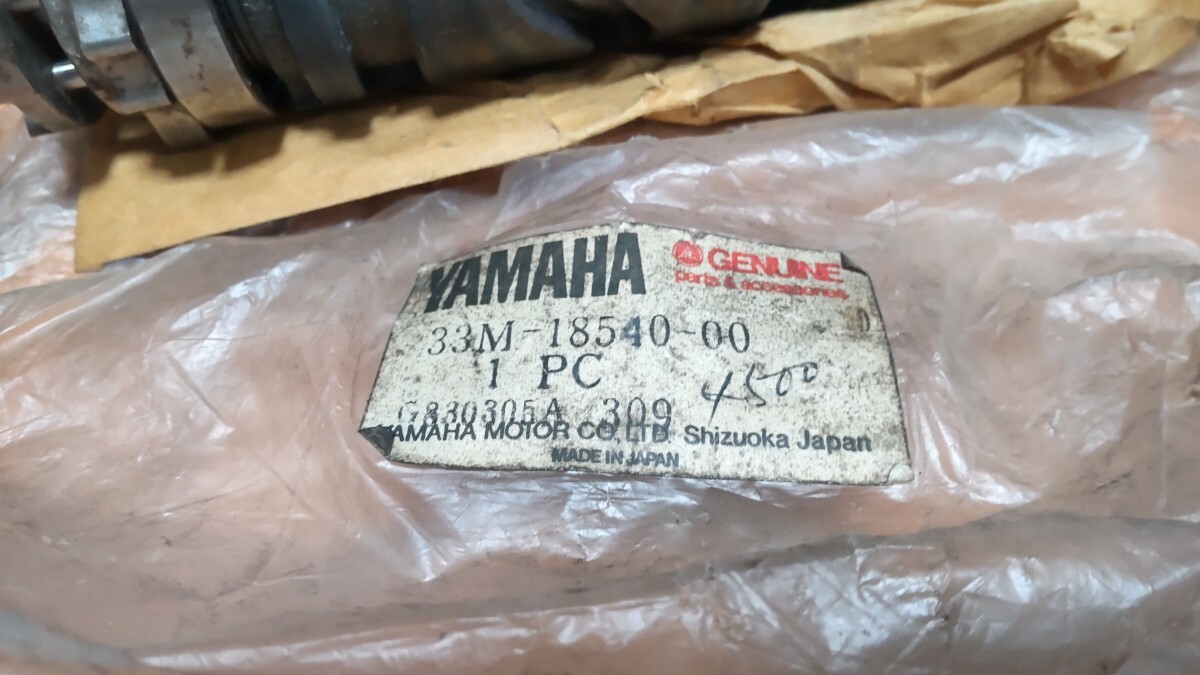 YAMAHA
GENUINE
parts & accessories
33M-18540-00
1 PC
4500
G830305A 309
YAMAHA MOTOR CO., LTD. Shizuoka Japan
MADE IN JAPAN